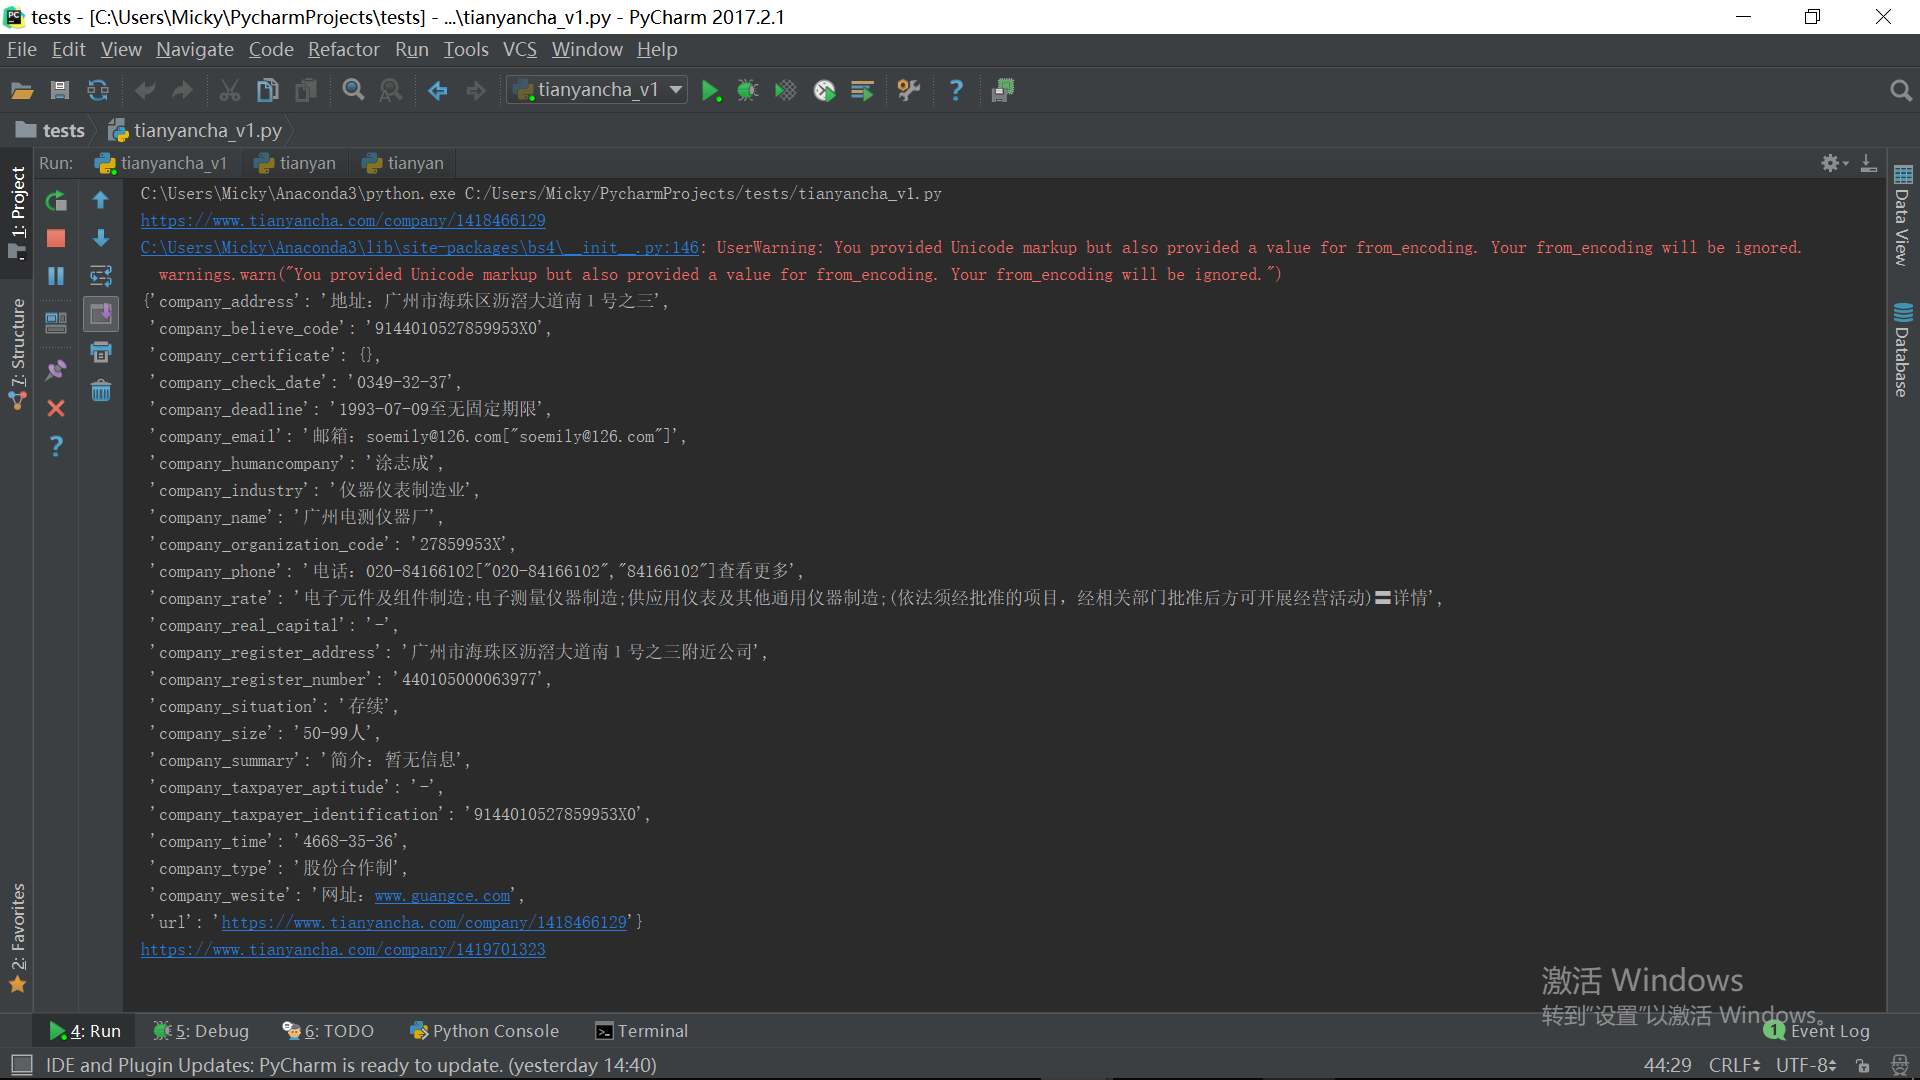 tests - [C:\Users\Micky\PycharmProjects\tests] - ...\tianyancha_v1.py - PyCharm 2017.2.1
File Edit View Navigate Code Refactor Run Tools VCS Window Help
tianyancha_v1
tests tianyancha_v1.py
Run: tianyancha_v1 tianyan tianyan
1: Project
7: Structure
2: Favorites
Data View
Database
C:\Users\Micky\Anaconda3\python.exe C:/Users/Micky/PycharmProjects/tests/tianyancha_v1.py
https://www.tianyancha.com/company/1418466129
C:\Users\Micky\Anaconda3\lib\site-packages\bs4\__init__.py:146: UserWarning: You provided Unicode markup but also provided a value for from_encoding. Your from_encoding will be ignored.
warnings.warn("You provided Unicode markup but also provided a value for from_encoding. Your from_encoding will be ignored.")
{'company_address': '地址：广州市海珠区沥滘大道南１号之三',
'company_believe_code': '9144010527859953X0',
'company_certificate': {},
'company_check_date': '0349-32-37',
'company_deadline': '1993-07-09至无固定期限',
'company_email': '邮箱：soemily@126.com["soemily@126.com"]',
'company_humancompany': '涂志成',
'company_industry': '仪器仪表制造业',
'company_name': '广州电测仪器厂',
'company_organization_code': '27859953X',
'company_phone': '电话：020-84166102["020-84166102","84166102"]查看更多',
'company_rate': '电子元件及组件制造;电子测量仪器制造;供应用仪表及其他通用仪器制造;(依法须经批准的项目，经相关部门批准后方可开展经营活动)〓详情',
'company_real_capital': '-',
'company_register_address': '广州市海珠区沥滘大道南１号之三附近公司',
'company_register_number': '440105000063977',
'company_situation': '存续',
'company_size': '50-99人',
'company_summary': '简介：暂无信息',
'company_taxpayer_aptitude': '-',
'company_taxpayer_identification': '9144010527859953X0',
'company_time': '4668-35-36',
'company_type': '股份合作制',
'company_wesite': '网址：www.guangce.com',
'url': 'https://www.tianyancha.com/company/1418466129'}
https://www.tianyancha.com/company/1419701323
激活 Windows
转到“设置”以激活 Windows。
4: Run 5: Debug 6: TODO Python Console Terminal 1 Event Log
IDE and Plugin Updates: PyCharm is ready to update. (yesterday 14:40) 44:29 CRLF UTF-8